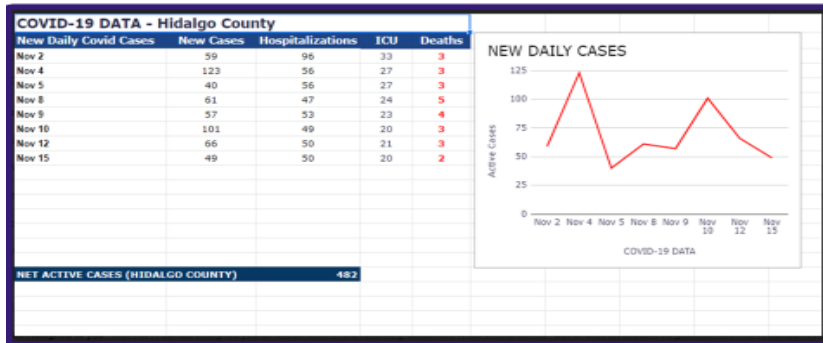 COVID-19 DATA - Hidalgo County
New Daily Covid Cases New Cases Hospitalizations ICU Deaths
Nov 2 59 96 33 3
Nov 4 123 56 27 3
Nov 5 40 56 27 3
Nov 8 61 47 24 5
Nov 9 57 53 23 4
Nov 10 101 49 20 3
Nov 12 66 50 21 3
Nov 15 49 50 20 2
NET ACTIVE CASES (HIDALGO COUNTY) 482
NEW DAILY CASES
125
100
75
50
25
0
Active Cases
Nov 2 Nov 4 Nov 5 Nov 8 Nov 9 Nov 10 Nov 12 Nov 15
COVID-19 DATA